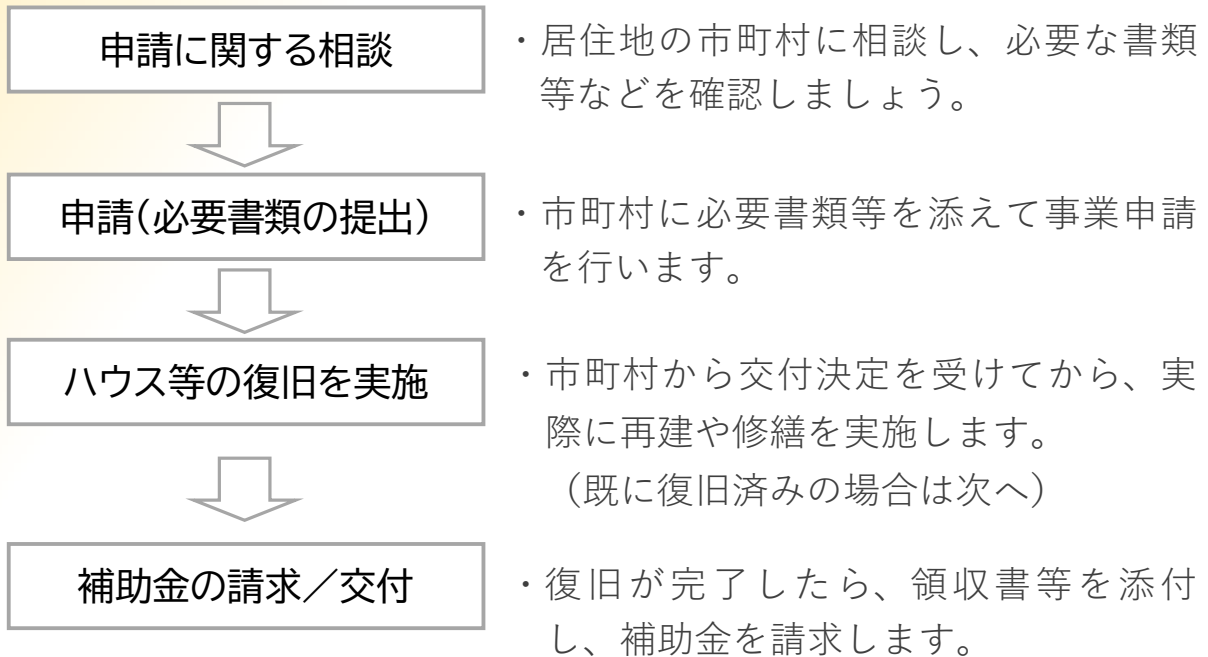 申請に関する相談
・居住地の市町村に相談し、必要な書類
等などを確認しましょう。
申請(必要書類の提出)
・市町村に必要書類等を添えて事業申請
を行います。
ハウス等の復旧を実施
・市町村から交付決定を受けてから、実
際に再建や修繕を実施します。
（既に復旧済みの場合は次へ）
補助金の請求／交付
・復旧が完了したら、領収書等を添付
し、補助金を請求します。